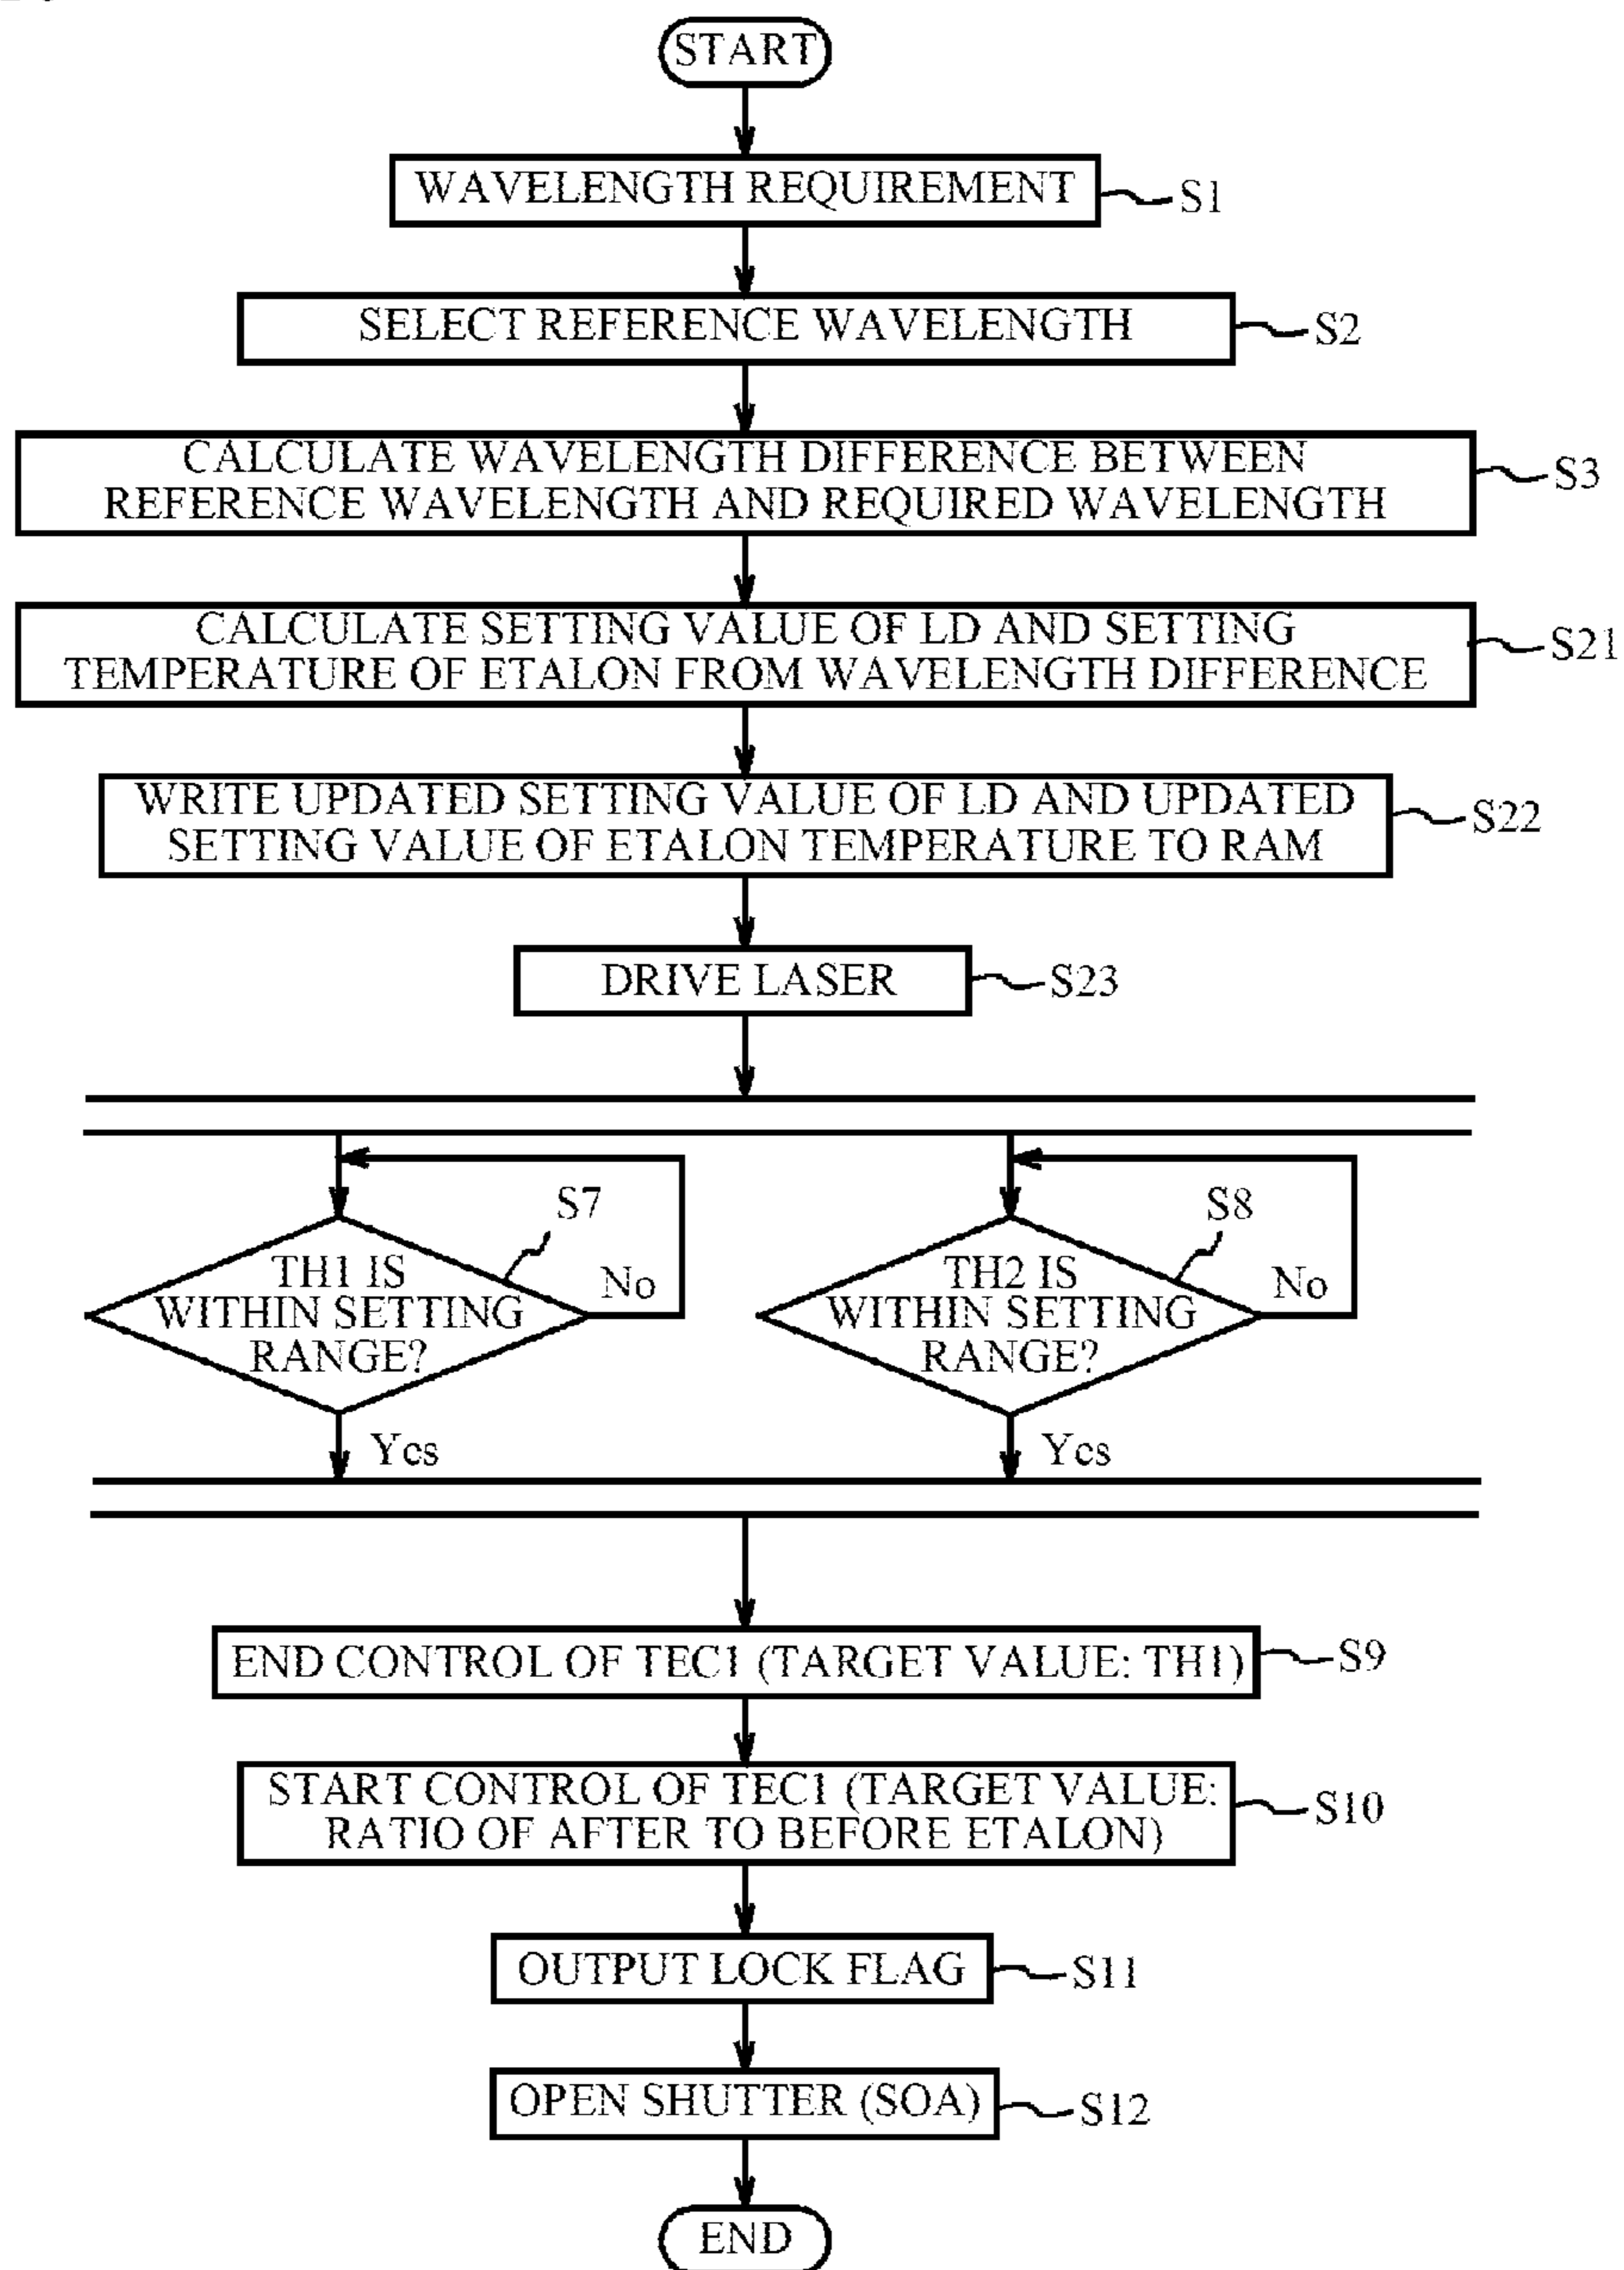 START
WAVELENGTH REQUIREMENT
S1
SELECT REFERENCE WAVELENGTH
S2
CALCULATE WAVELENGTH DIFFERENCE BETWEEN
REFERENCE WAVELENGTH AND REQUIRED WAVELENGTH
S3
CALCULATE SETTING VALUE OF LD AND SETTING
TEMPERATURE OF ETALON FROM WAVELENGTH DIFFERENCE
S21
WRITE UPDATED SETTING VALUE OF LD AND UPDATED
SETTING VALUE OF ETALON TEMPERATURE TO RAM
S22
DRIVE LASER
S23
S7
TH1 IS
WITHIN SETTING
RANGE?
No
Yes
S8
TH2 IS
WITHIN SETTING
RANGE?
No
Yes
END CONTROL OF TEC1 (TARGET VALUE: TH1)
S9
START CONTROL OF TEC1 (TARGET VALUE:
RATIO OF AFTER TO BEFORE ETALON)
S10
OUTPUT LOCK FLAG
S11
OPEN SHUTTER (SOA)
S12
END